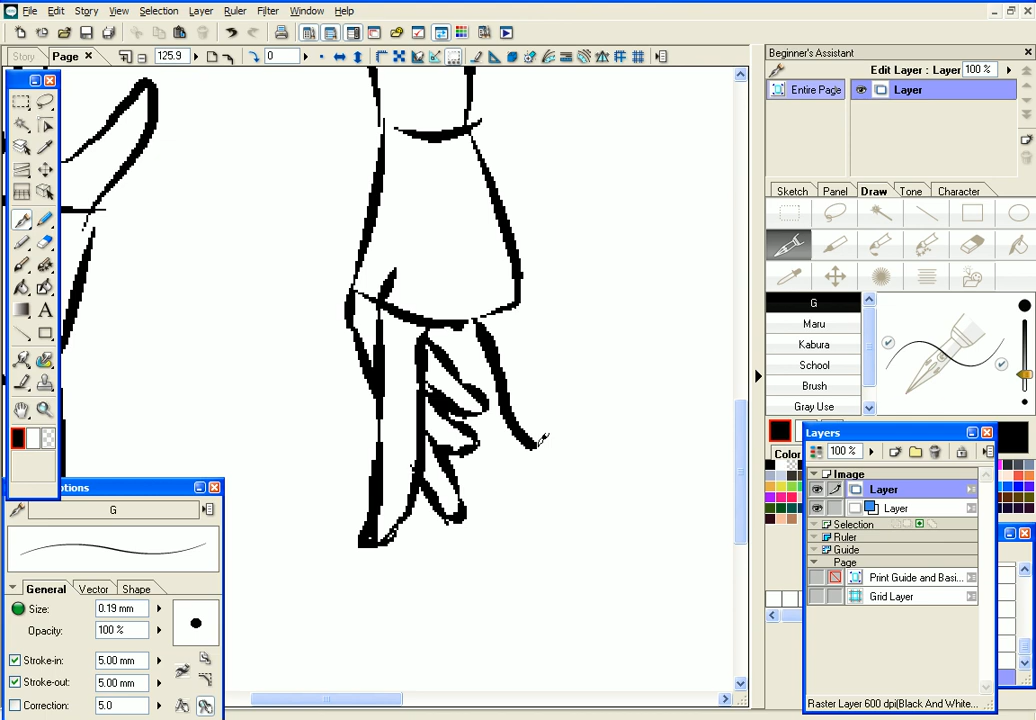 File Edit Story View Selection Layer Ruler Filter Window Help
Story Page 125.9 0
Beginner's Assistant
Edit Layer : Layer 100 %
Entire Page Layer
Sketch Panel Draw Tone Character
G
Maru
Kabura
School
Brush
Gray Use
Layers
100 %
Image
Layer
Layer
Selection
Ruler
Guide
Page
Print Guide and Basi...
Grid Layer
Raster Layer 600 dpi(Black And White...
ptions
G
General Vector Shape
Size: 0.19 mm
Opacity: 100 %
Stroke-in: 5.00 mm
Stroke-out: 5.00 mm
Correction: 5.0